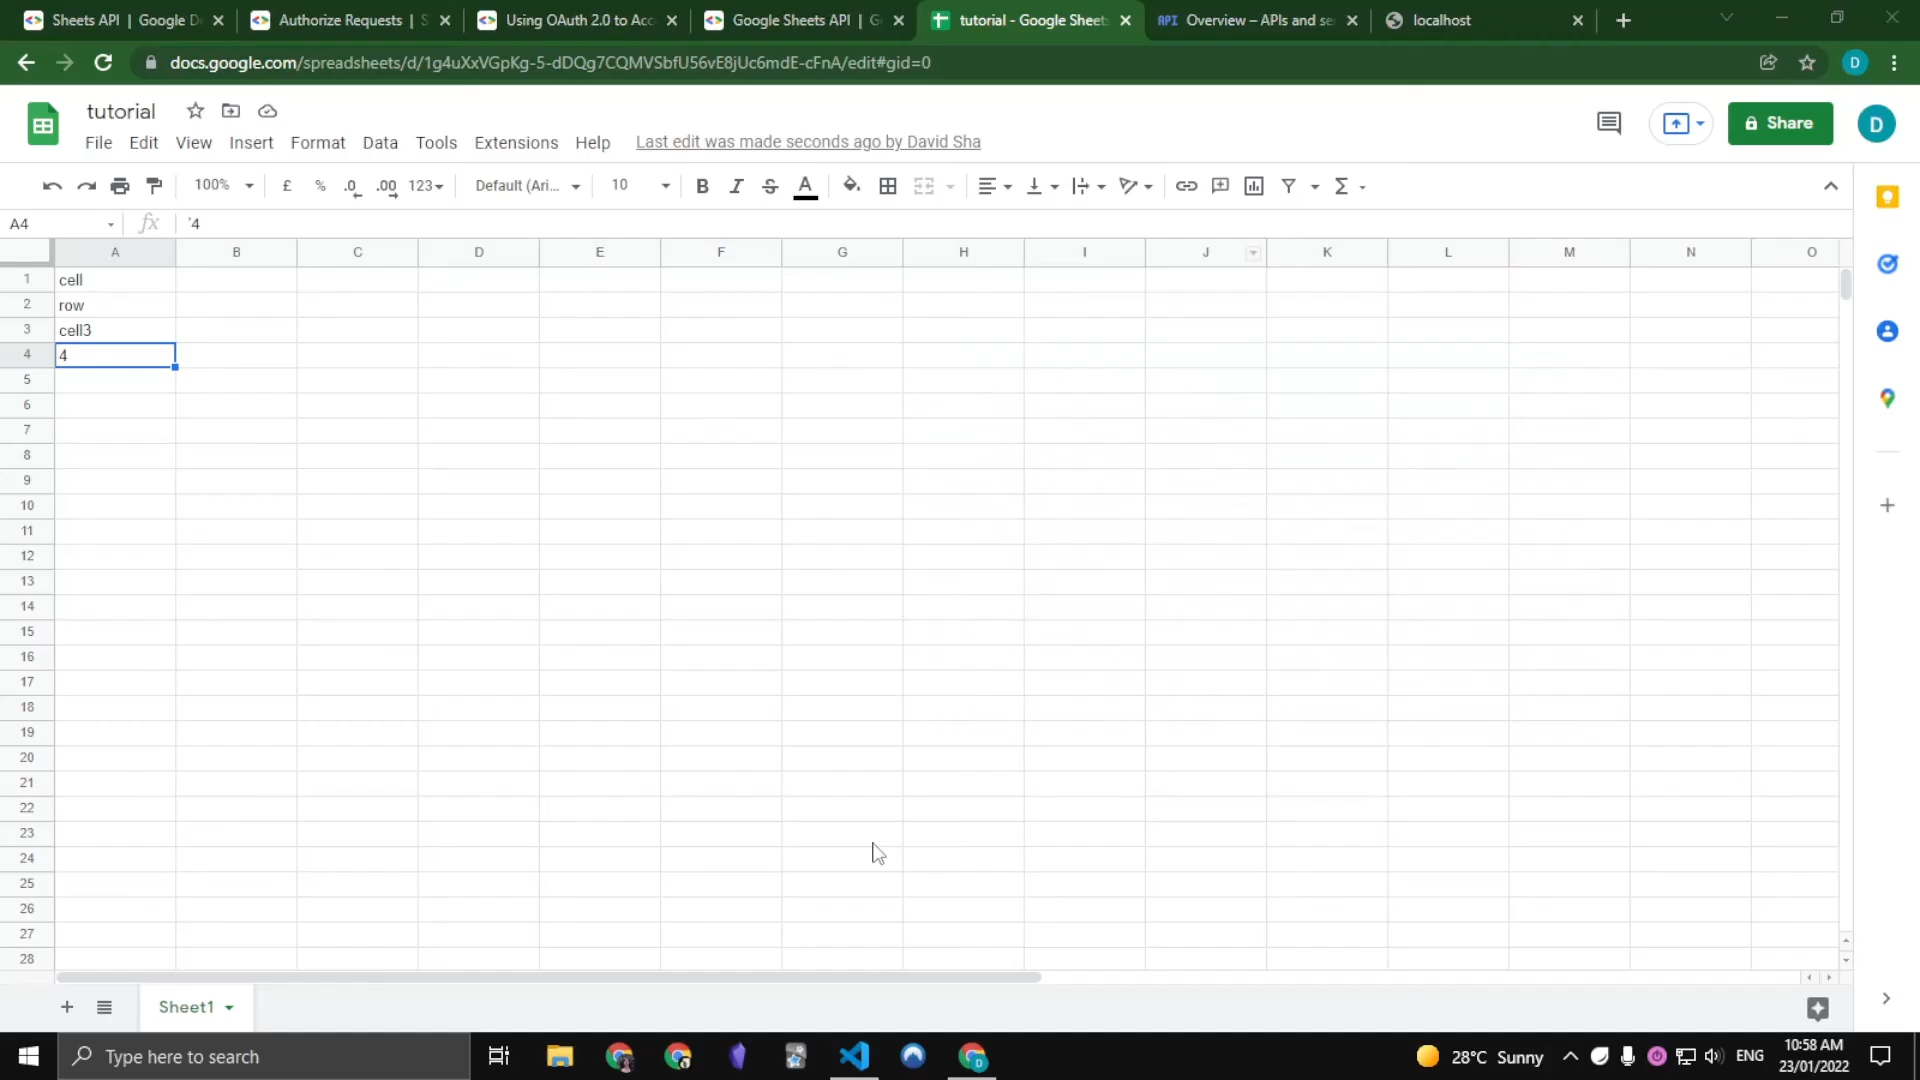 Sheets API | Google D
Authorize Requests | S
Using OAuth 2.0 to Acc
Google Sheets API | G
tutorial - Google Sheets
API Overview – APIs and se
localhost
docs.google.com/spreadsheets/d/1g4uXxVGpKg-5-dDQg7CQMVSbfU56vE8jUc6mdE-cFnA/edit#gid=0
D
tutorial
File Edit View Insert Format Data Tools Extensions Help Last edit was made seconds ago by David Sha
Share
D
100% £ % .0 .00 123 Default (Ari... 10 B I S A Σ
A4 fx '4
A B C D E F G H I J K L M N O
1 cell
2 row
3 cell3
4 4
5
6
7
8
9
10
11
12
13
14
15
16
17
18
19
20
21
22
23
24
25
26
27
28
Sheet1
Type here to search
28°C Sunny
ENG
10:58 AM
23/01/2022